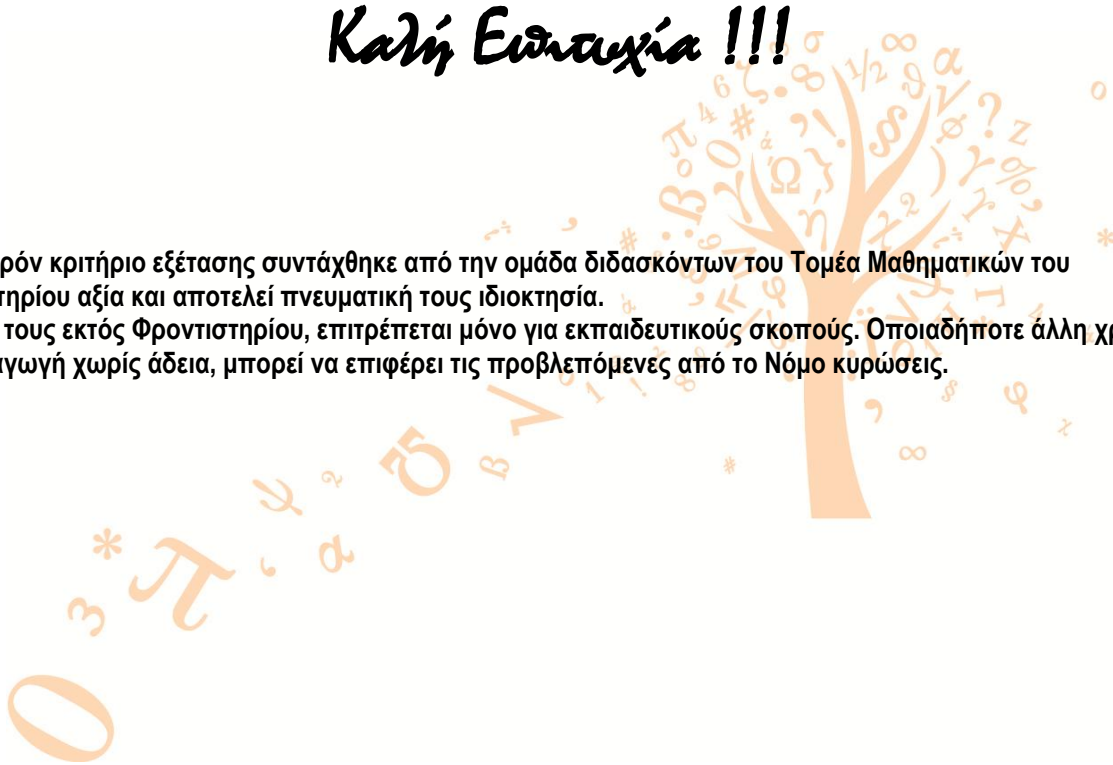 Καλή Επιτυχία !!!
ρόν κριτήριο εξέτασης συντάχθηκε από την ομάδα διδασκόντων του Τομέα Μαθηματικών του
τηρίου αξία και αποτελεί πνευματική τους ιδιοκτησία.
τους εκτός Φροντιστηρίου, επιτρέπεται μόνο για εκπαιδευτικούς σκοπούς. Οποιαδήποτε άλλη χρ
γωγή χωρίς άδεια, μπορεί να επιφέρει τις προβλεπόμενες από το Νόμο κυρώσεις.